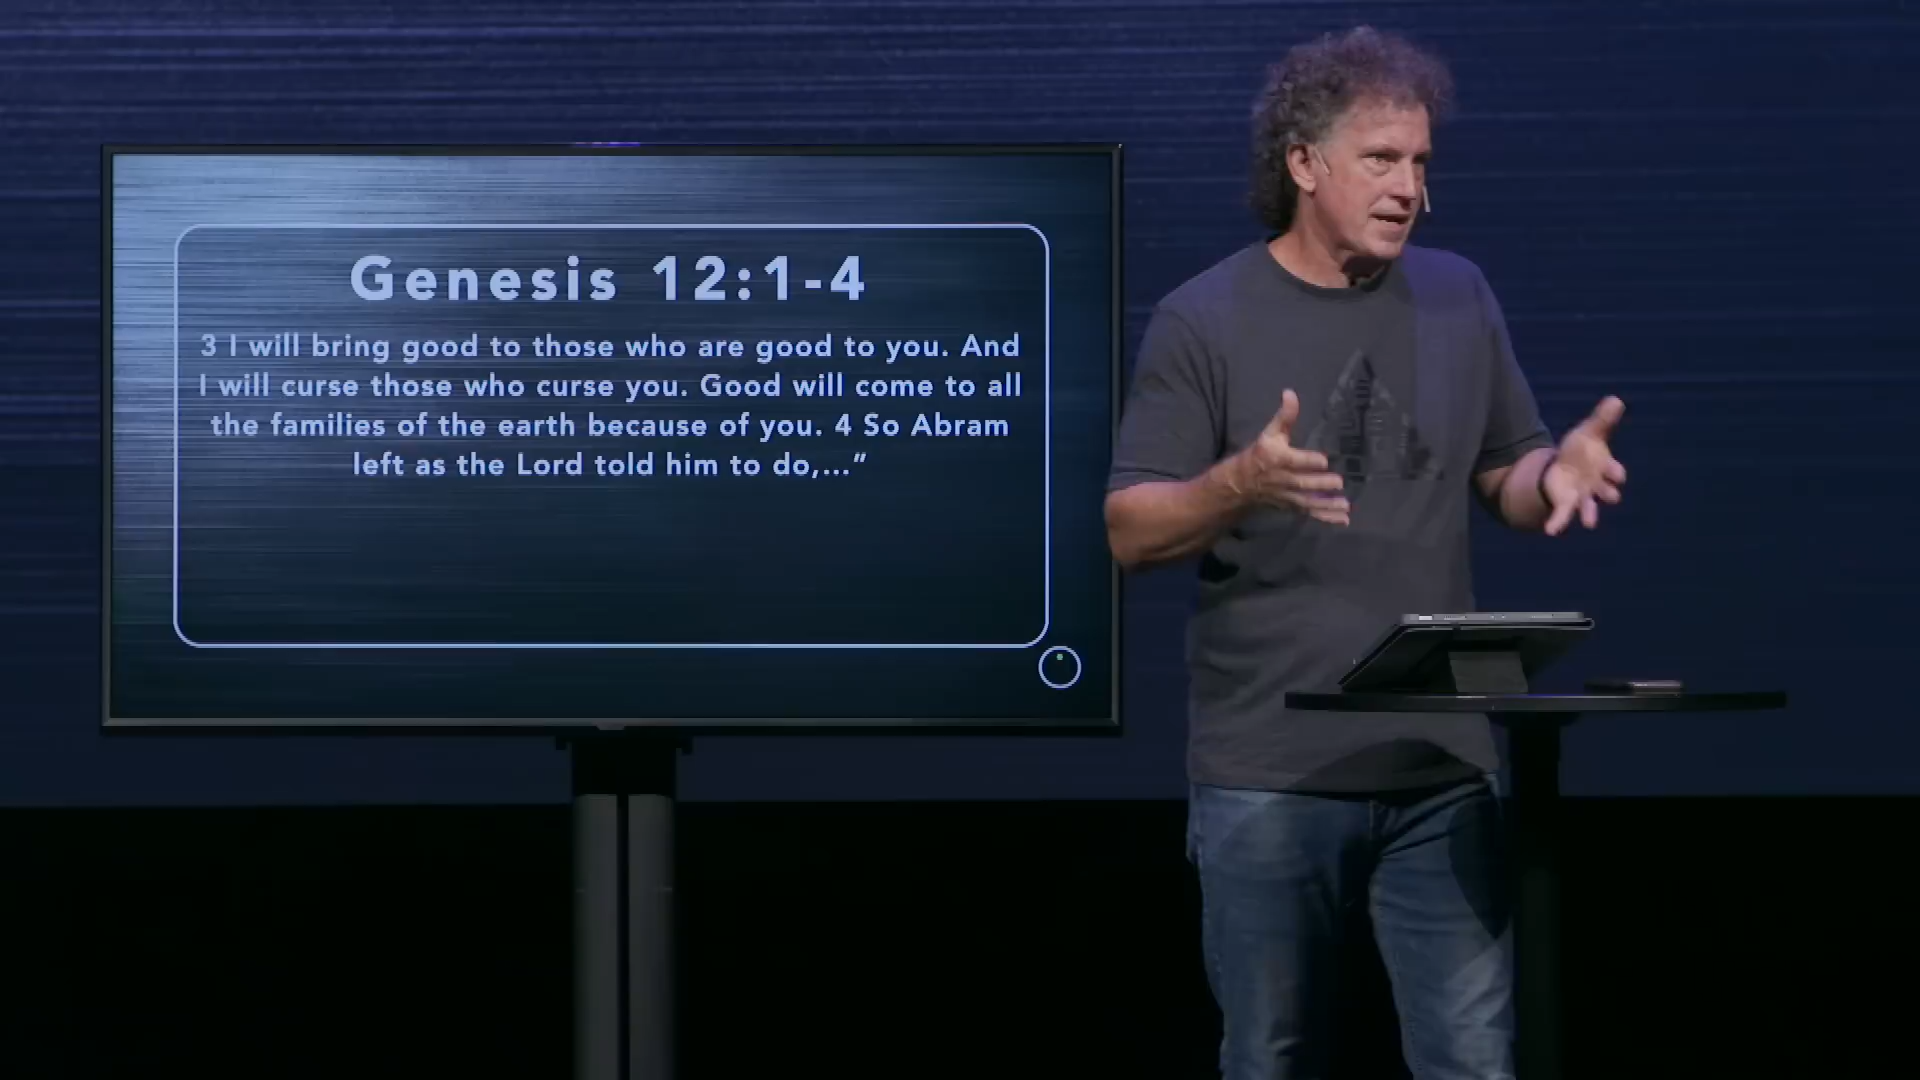 Genesis 12:1-4
3 I will bring good to those who are good to you. And
I will curse those who curse you. Good will come to all
the families of the earth because of you. 4 So Abram
left as the Lord told him to do,...”